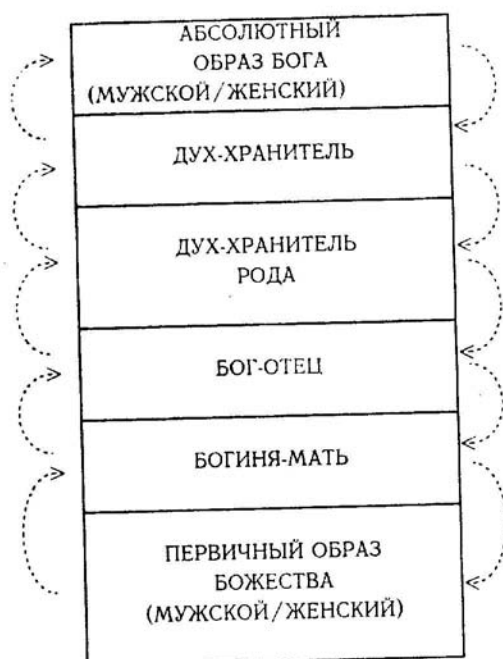 АБСОЛЮТНЫЙ
ОБРАЗ БОГА
(МУЖСКОЙ/ЖЕНСКИЙ)
ДУХ-ХРАНИТЕЛЬ
ДУХ-ХРАНИТЕЛЬ
РОДА
БОГ-ОТЕЦ
БОГИНЯ-МАТЬ
ПЕРВИЧНЫЙ ОБРАЗ
БОЖЕСТВА
(МУЖСКОЙ/ЖЕНСКИЙ)